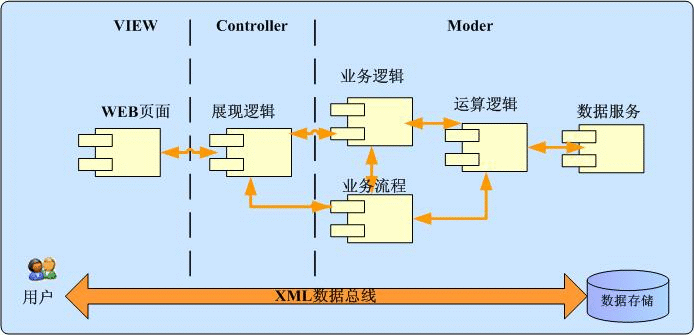 VIEW
Controller
Moder
业务逻辑
WEB页面
展现逻辑
运算逻辑
数据服务
业务流程
用户
XML数据总线
数据存储